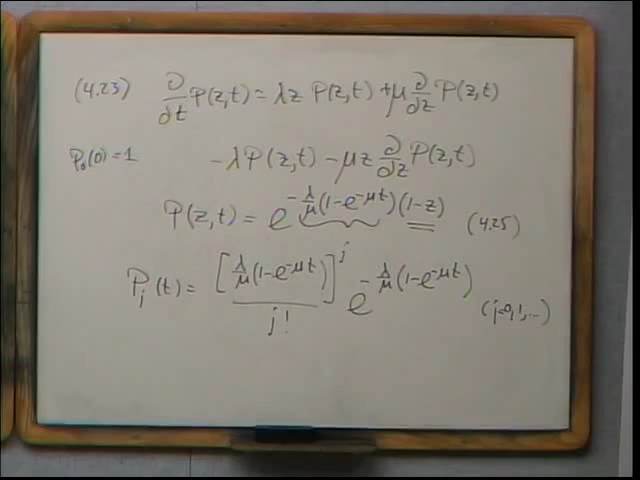 (4.23) ∂/∂t P(z,t) = λz P(z,t) + μ ∂/∂z P(z,t)
P₀(0) = 1 - λP(z,t) - μz ∂/∂z P(z,t)
P(z,t) = e^{-λ/μ(1-e^{-μt})(1-z)} (4.25)
P_j(t) = [λ/μ(1-e^{-μt})]^j / j! e^{-λ/μ(1-e^{-μt})} (j=0,1,...)